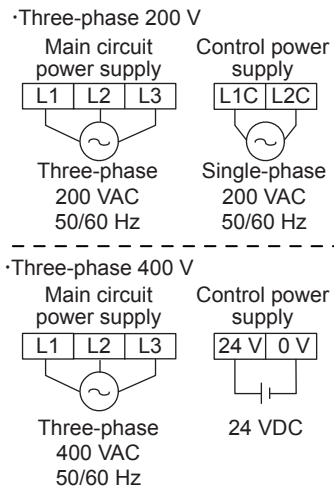 ·Three-phase 200 V
Main circuit
power supply
L1 L2 L3
Three-phase
200 VAC
50/60 Hz
Control power
supply
L1C L2C
Single-phase
200 VAC
50/60 Hz
·Three-phase 400 V
Main circuit
power supply
L1 L2 L3
Three-phase
400 VAC
50/60 Hz
Control power
supply
24 V 0 V
24 VDC